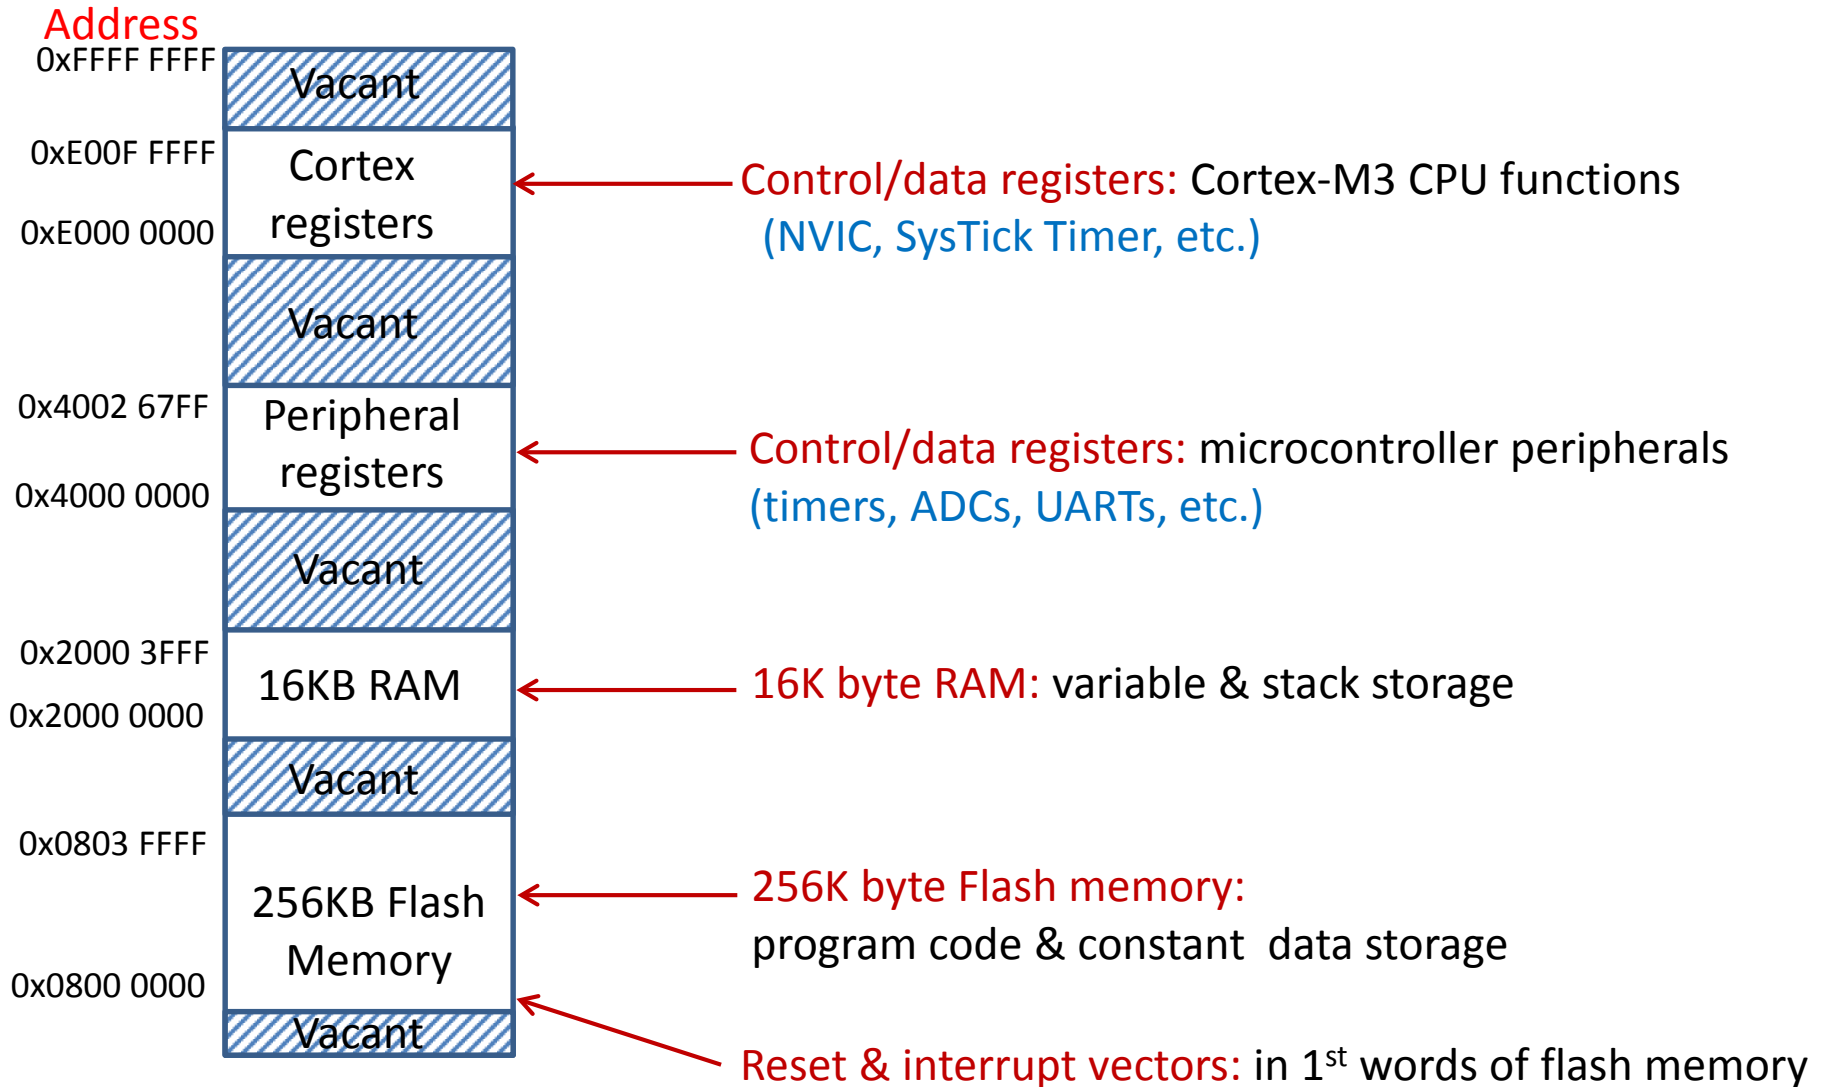 Address
0xFFFF FFFF
Vacant
0xE00F FFFF
Cortex
registers
0xE000 0000
Control/data registers: Cortex-M3 CPU functions
(NVIC, SysTick Timer, etc.)
Vacant
0x4002 67FF
Peripheral
registers
0x4000 0000
Control/data registers: microcontroller peripherals
(timers, ADCs, UARTs, etc.)
Vacant
0x2000 3FFF
16KB RAM
0x2000 0000
16K byte RAM: variable & stack storage
Vacant
0x0803 FFFF
256KB Flash
Memory
0x0800 0000
256K byte Flash memory:
program code & constant data storage
Vacant
Reset & interrupt vectors: in 1st words of flash memory